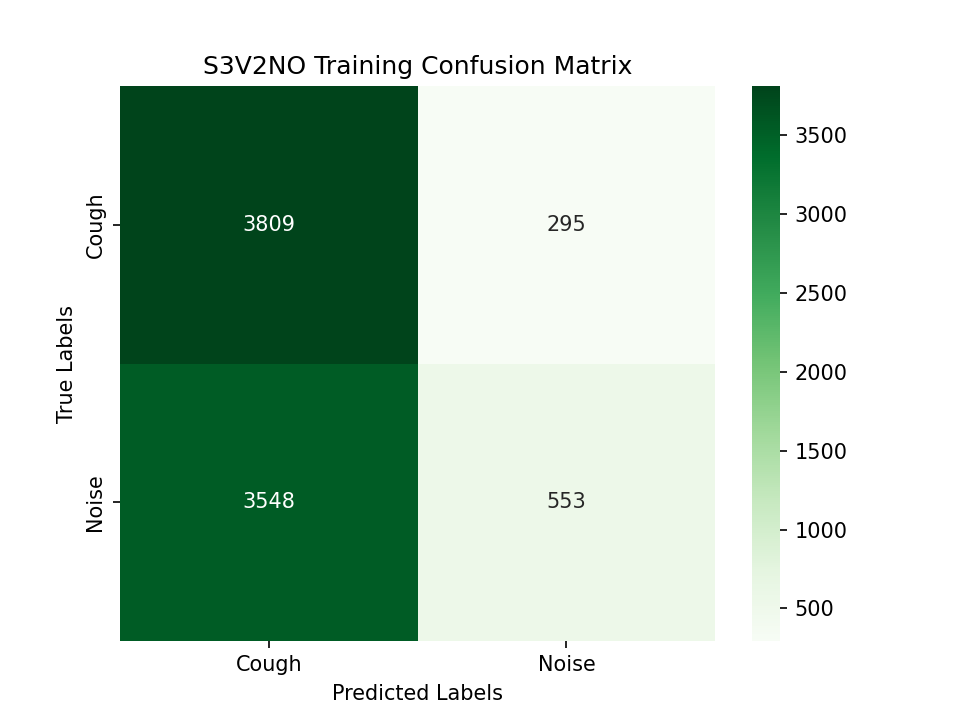 S3V2NO Training Confusion Matrix
True Labels
Cough
Noise
3809
295
3548
553
Cough
Noise
Predicted Labels
3500
3000
2500
2000
1500
1000
500